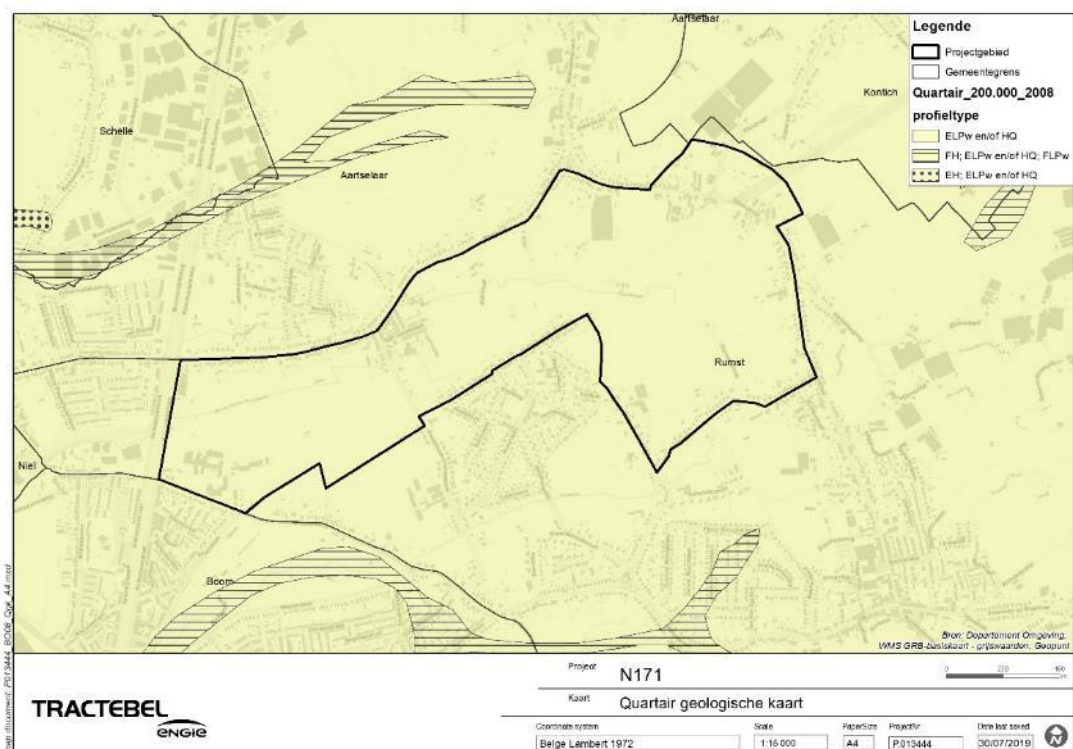 Aartselaar
Legende
Projectgebied
Gemeentegrens
Quartair_200.000_2008
profieltype
ELPw en/of HQ
FH; ELPw en/of HQ; FLPw
EH; ELPw en/of HQ
Kontich
Schelle
Aartselaar
Rumst
Niel
Boom
Bron: Departement Omgeving,
WMS GRB-basiskaart - grijswaarden, Geopunt
Project N171
Kaart Quartair geologische kaart
TRACTEBEL
ENGIE
Coordinate system Scale PaperSize ProjectNr Date last saved
Belge Lambert 1972 1:16 000 A4 P.013444 30/07/2019
N